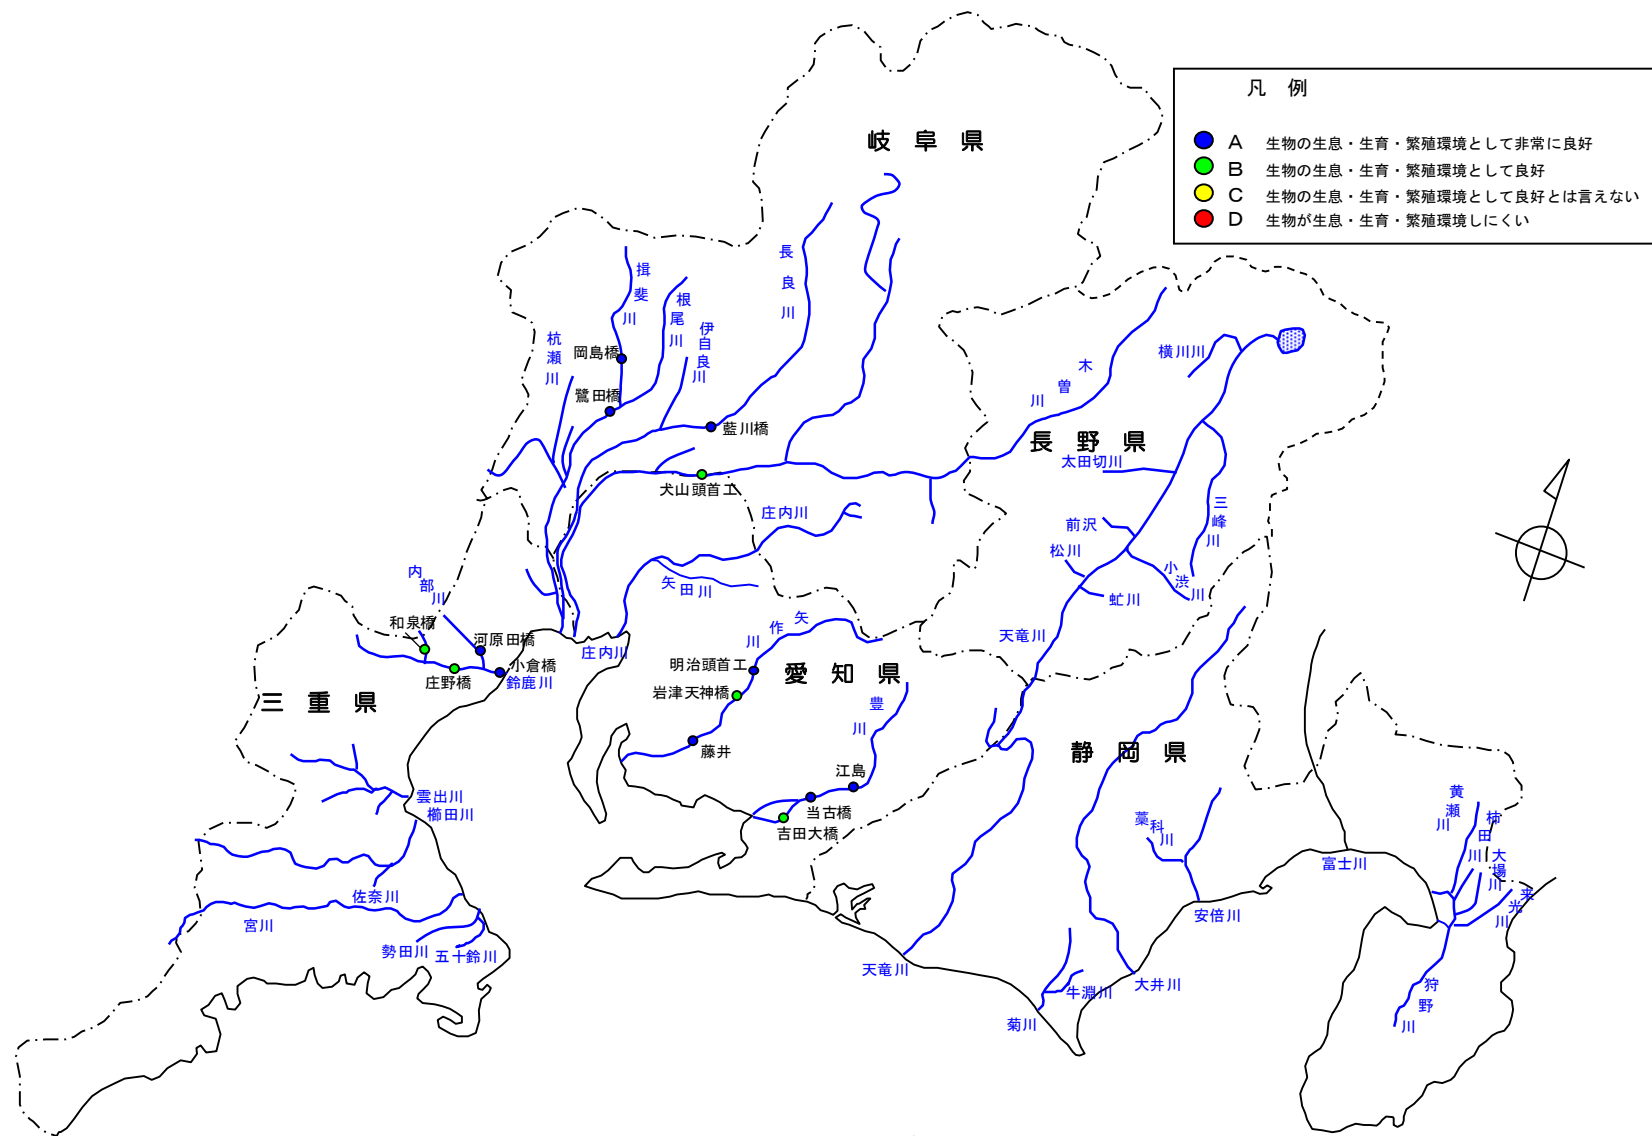 凡 例
A 生物の生息・生育・繁殖環境として非常に良好
B 生物の生息・生育・繁殖環境として良好
C 生物の生息・生育・繁殖環境として良好とは言えない
D 生物が生息・生育・繁殖環境しにくい
岐 阜 県
揖斐川
根尾川
伊自良川
長良川
杭瀬川
岡島橋
鷺田橋
藍川橋
犬山頭首工
木曽川
横川川
長 野 県
太田切川
三峰川
前沢
松川
小渋川
虻川
天竜川
庄内川
矢田川
矢作川
内部川
和泉橋
河原田橋
小倉橋
鈴鹿川
庄野橋
庄内川
明治頭首工
岩津天神橋
愛 知 県
豊川
三 重 県
藤井
江島
当古橋
吉田大橋
静 岡 県
雲出川
櫛田川
佐奈川
宮川
勢田川
五十鈴川
藁科川
安倍川
富士川
黄瀬川
柿田川
大場川
来光川
狩野川
天竜川
牛淵川
大井川
菊川